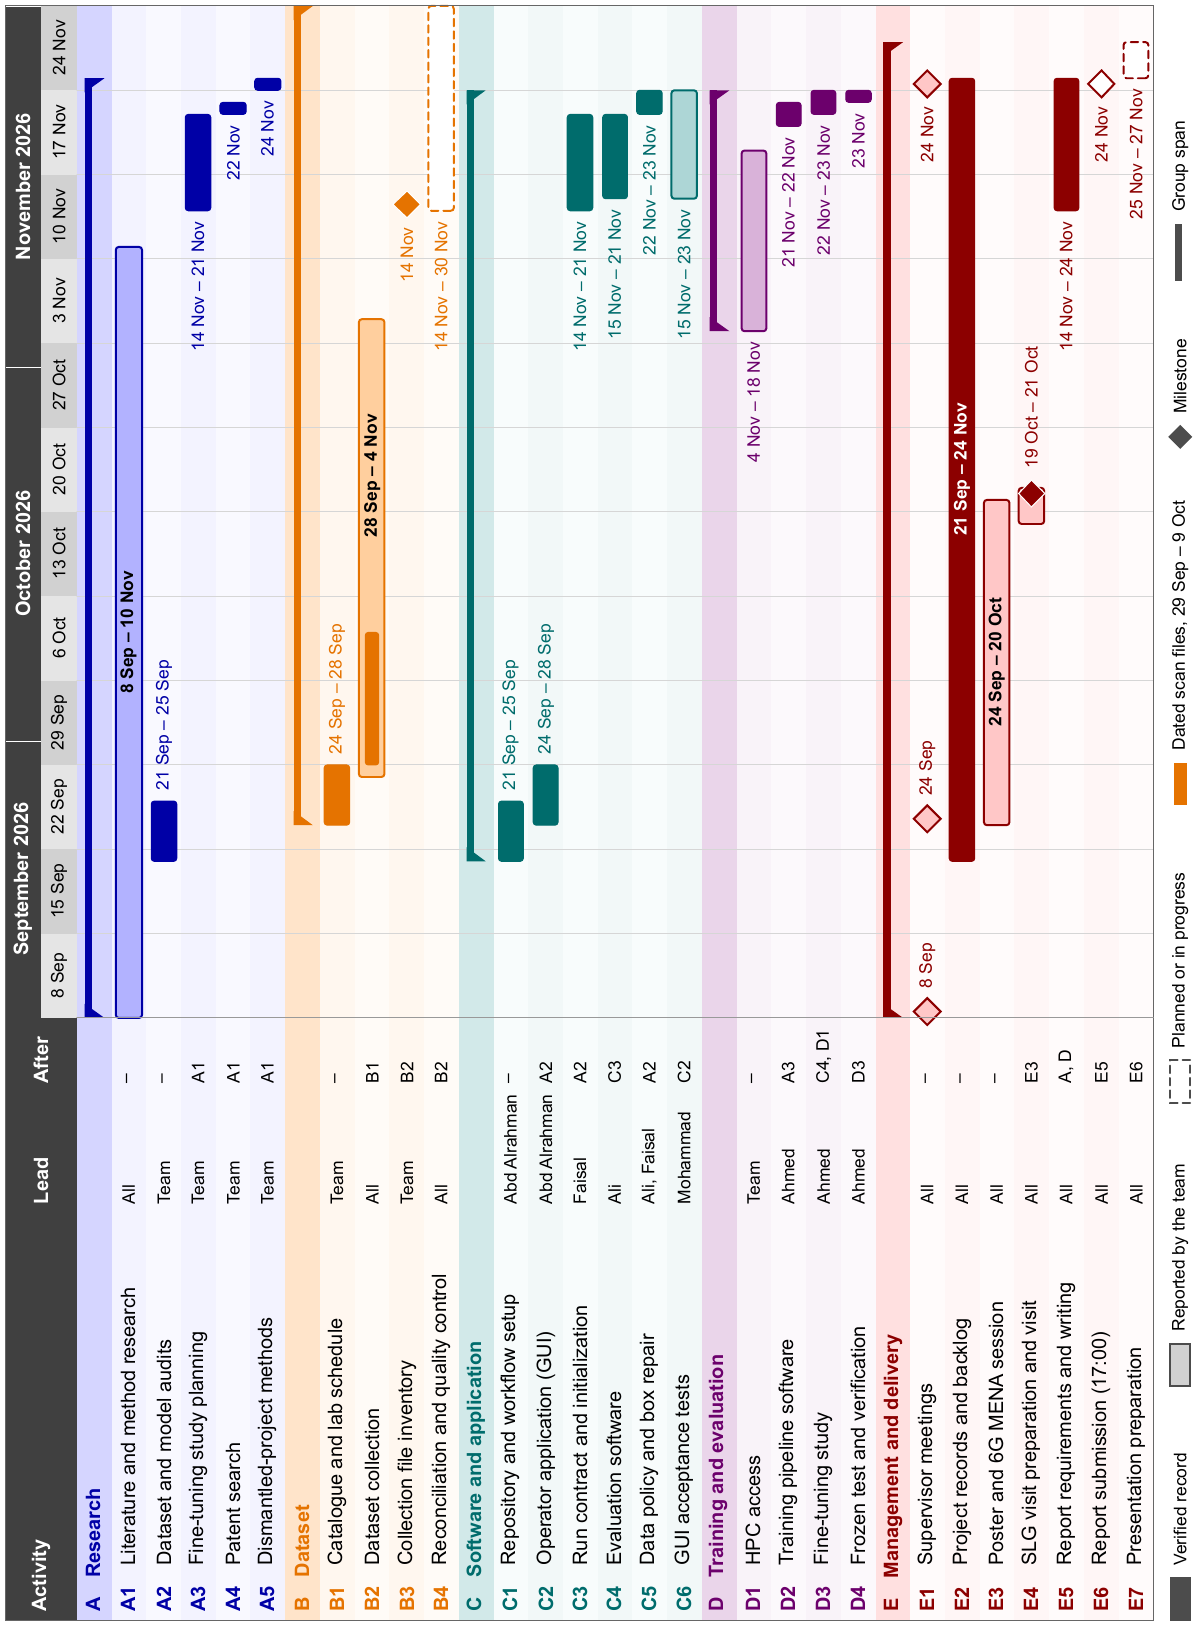 Activity Lead After September 2026 October 2026 November 2026
8 Sep 15 Sep 22 Sep 29 Sep 6 Oct 13 Oct 20 Oct 27 Oct 3 Nov 10 Nov 17 Nov 24 Nov
A Research
A1 Literature and method research All – 8 Sep – 10 Nov
A2 Dataset and model audits Team – 21 Sep – 25 Sep
A3 Fine-tuning study planning Team A1 14 Nov – 21 Nov
A4 Patent search Team A1 22 Nov
A5 Dismantled-project methods Team A1 24 Nov
B Dataset
B1 Catalogue and lab schedule Team – 24 Sep – 28 Sep
B2 Dataset collection All B1 28 Sep – 4 Nov
B3 Collection file inventory Team B2 14 Nov
B4 Reconciliation and quality control All B2 14 Nov – 30 Nov
C Software and application
C1 Repository and workflow setup Abd Alrahman – 21 Sep – 25 Sep
C2 Operator application (GUI) Abd Alrahman A2 24 Sep – 28 Sep
C3 Run contract and initialization Faisal A2 14 Nov – 21 Nov
C4 Evaluation software Ali C3 15 Nov – 21 Nov
C5 Data policy and box repair Ali, Faisal A2 22 Nov – 23 Nov
C6 GUI acceptance tests Mohammad C2 15 Nov – 23 Nov
D Training and evaluation
D1 HPC access Team – 4 Nov – 18 Nov
D2 Training pipeline software Ahmed A3 21 Nov – 22 Nov
D3 Fine-tuning study Ahmed C4, D1 22 Nov – 23 Nov
D4 Frozen test and verification Ahmed D3 23 Nov
E Management and delivery
E1 Supervisor meetings All – 8 Sep 24 Sep 24 Nov
E2 Project records and backlog All – 21 Sep – 24 Nov
E3 Poster and 6G MENA session All – 24 Sep – 20 Oct
E4 SLG visit preparation and visit All E3 19 Oct – 21 Oct
E5 Report requirements and writing All A, D 14 Nov – 24 Nov
E6 Report submission (17:00) All E5 24 Nov
E7 Presentation preparation All E6 25 Nov – 27 Nov
Verified record Reported by the team Planned or in progress Dated scan files, 29 Sep – 9 Oct Milestone Group span